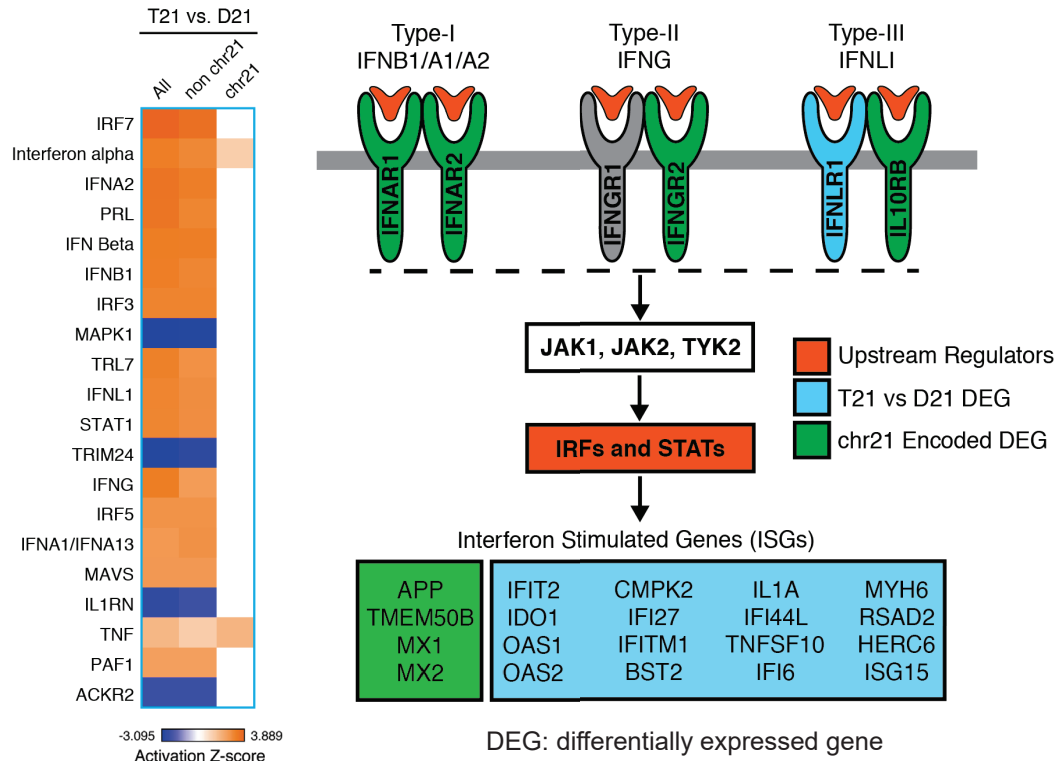 T21 vs. D21
All
non chr21
chr21
IRF7
Interferon alpha
IFNA2
PRL
IFN Beta
IFNB1
IRF3
MAPK1
TRL7
IFNL1
STAT1
TRIM24
IFNG
IRF5
IFNA1/IFNA13
MAVS
IL1RN
TNF
PAF1
ACKR2
-3.095
3.889
Activation Z-score
Type-I
IFNB1/A1/A2
Type-II
IFNG
Type-III
IFNLI
IFNAR1
IFNAR2
IFNGR1
IFNGR2
IFNLR1
IL10RB
JAK1, JAK2, TYK2
IRFs and STATs
Upstream Regulators
T21 vs D21 DEG
chr21 Encoded DEG
Interferon Stimulated Genes (ISGs)
APP
TMEM50B
MX1
MX2
IFIT2 CMPK2 IL1A MYH6
IDO1 IFI27 IFI44L RSAD2
OAS1 IFITM1 TNFSF10 HERC6
OAS2 BST2 IFI6 ISG15
DEG: differentially expressed gene